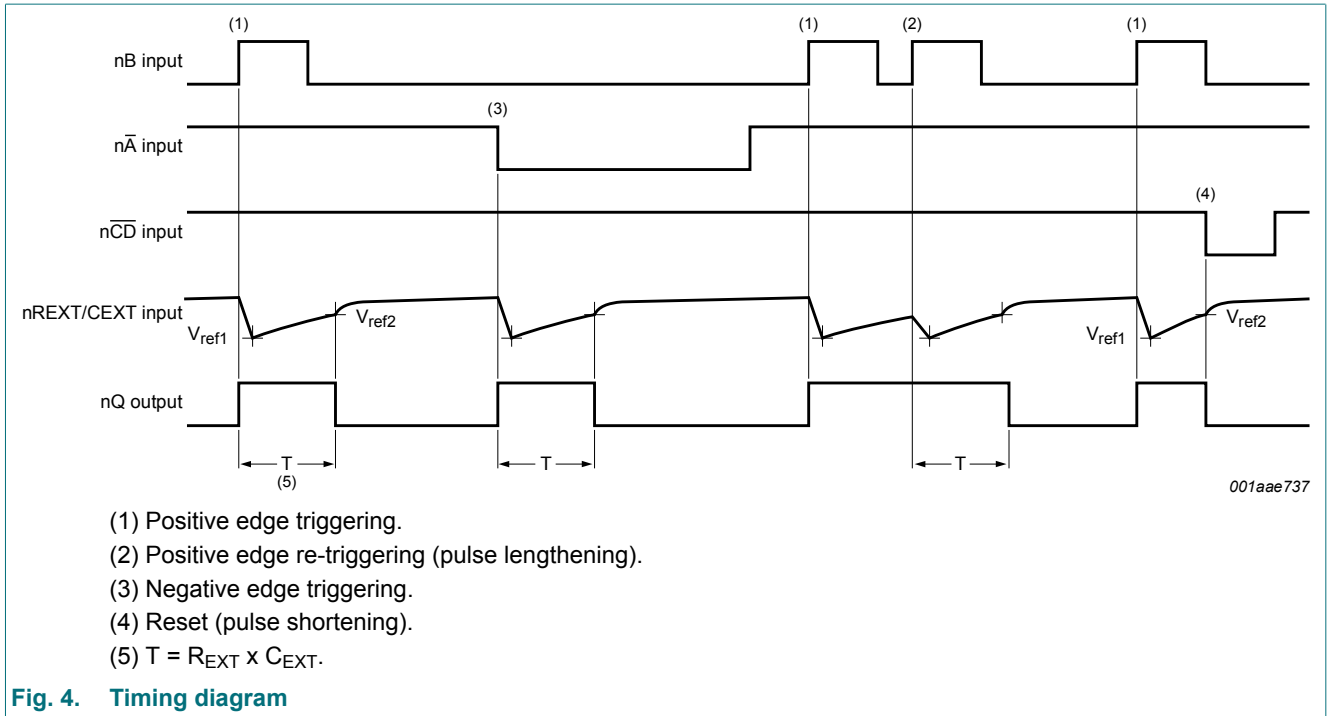 (1) (1) (2) (1)
nB input
(3)
nA̅ input
(4)
nC̅D̅ input
nREXT/CEXT input
Vref1 Vref2 Vref1 Vref2
nQ output
T T T
(5)
001aae737
(1) Positive edge triggering.
(2) Positive edge re-triggering (pulse lengthening).
(3) Negative edge triggering.
(4) Reset (pulse shortening).
(5) T = REXT x CEXT.
Fig. 4. Timing diagram